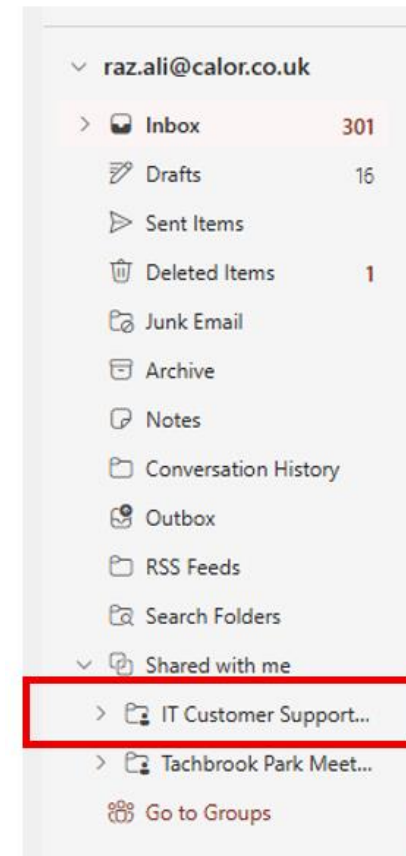 raz.ali@calor.co.uk
Inbox 301
Drafts 16
Sent Items
Deleted Items 1
Junk Email
Archive
Notes
Conversation History
Outbox
RSS Feeds
Search Folders
Shared with me
IT Customer Support...
Tachbrook Park Meet...
Go to Groups